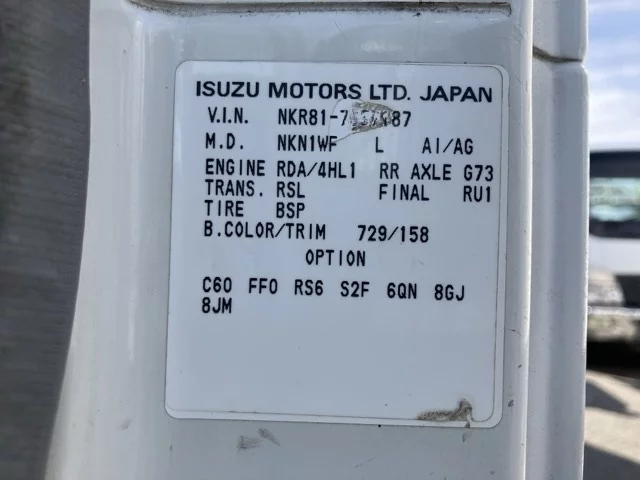 ISUZU MOTORS LTD. JAPAN
V.I.N.
M.D. NKN1WF L AI/AG
ENGINE RDA/4HL1 RR AXLE G73
TRANS. RSL FINAL RU1
TIRE BSP
B.COLOR/TRIM 729/158
OPTION
C60 FF0 RS6 S2F 6QN 8GJ
8JM